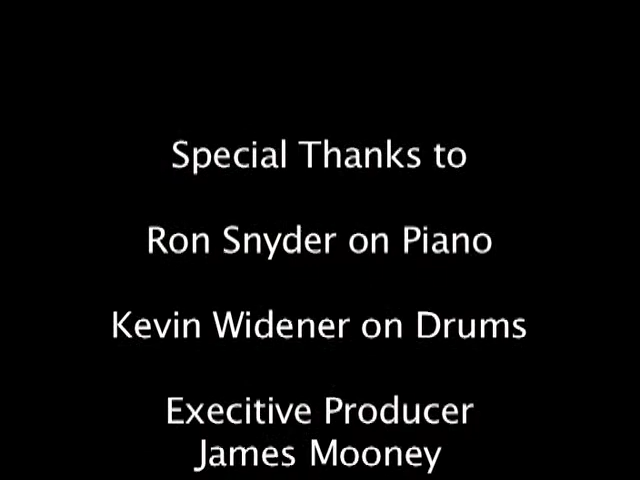 Special Thanks to
Ron Snyder on Piano
Kevin Widener on Drums
Execitive Producer
James Mooney